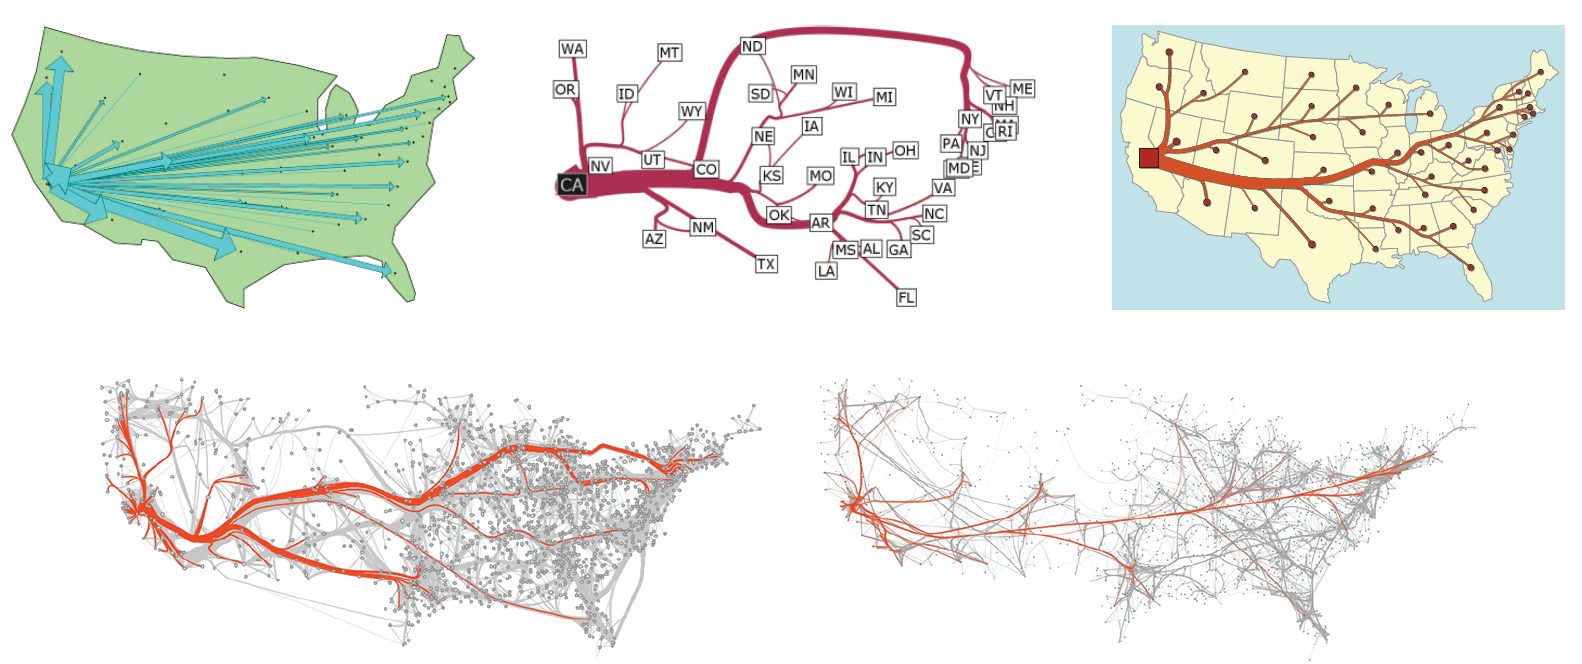 WA
MT
ND
OR
ID
MN
SD
WI
MI
ME
VT
NH
WY
NE
IA
NY
RI
PA
NJ
NV
UT
CO
IL
IN
OH
MD
CA
KS
MO
KY
VA
OK
AR
TN
NC
AZ
NM
SC
MS
AL
GA
TX
LA
FL